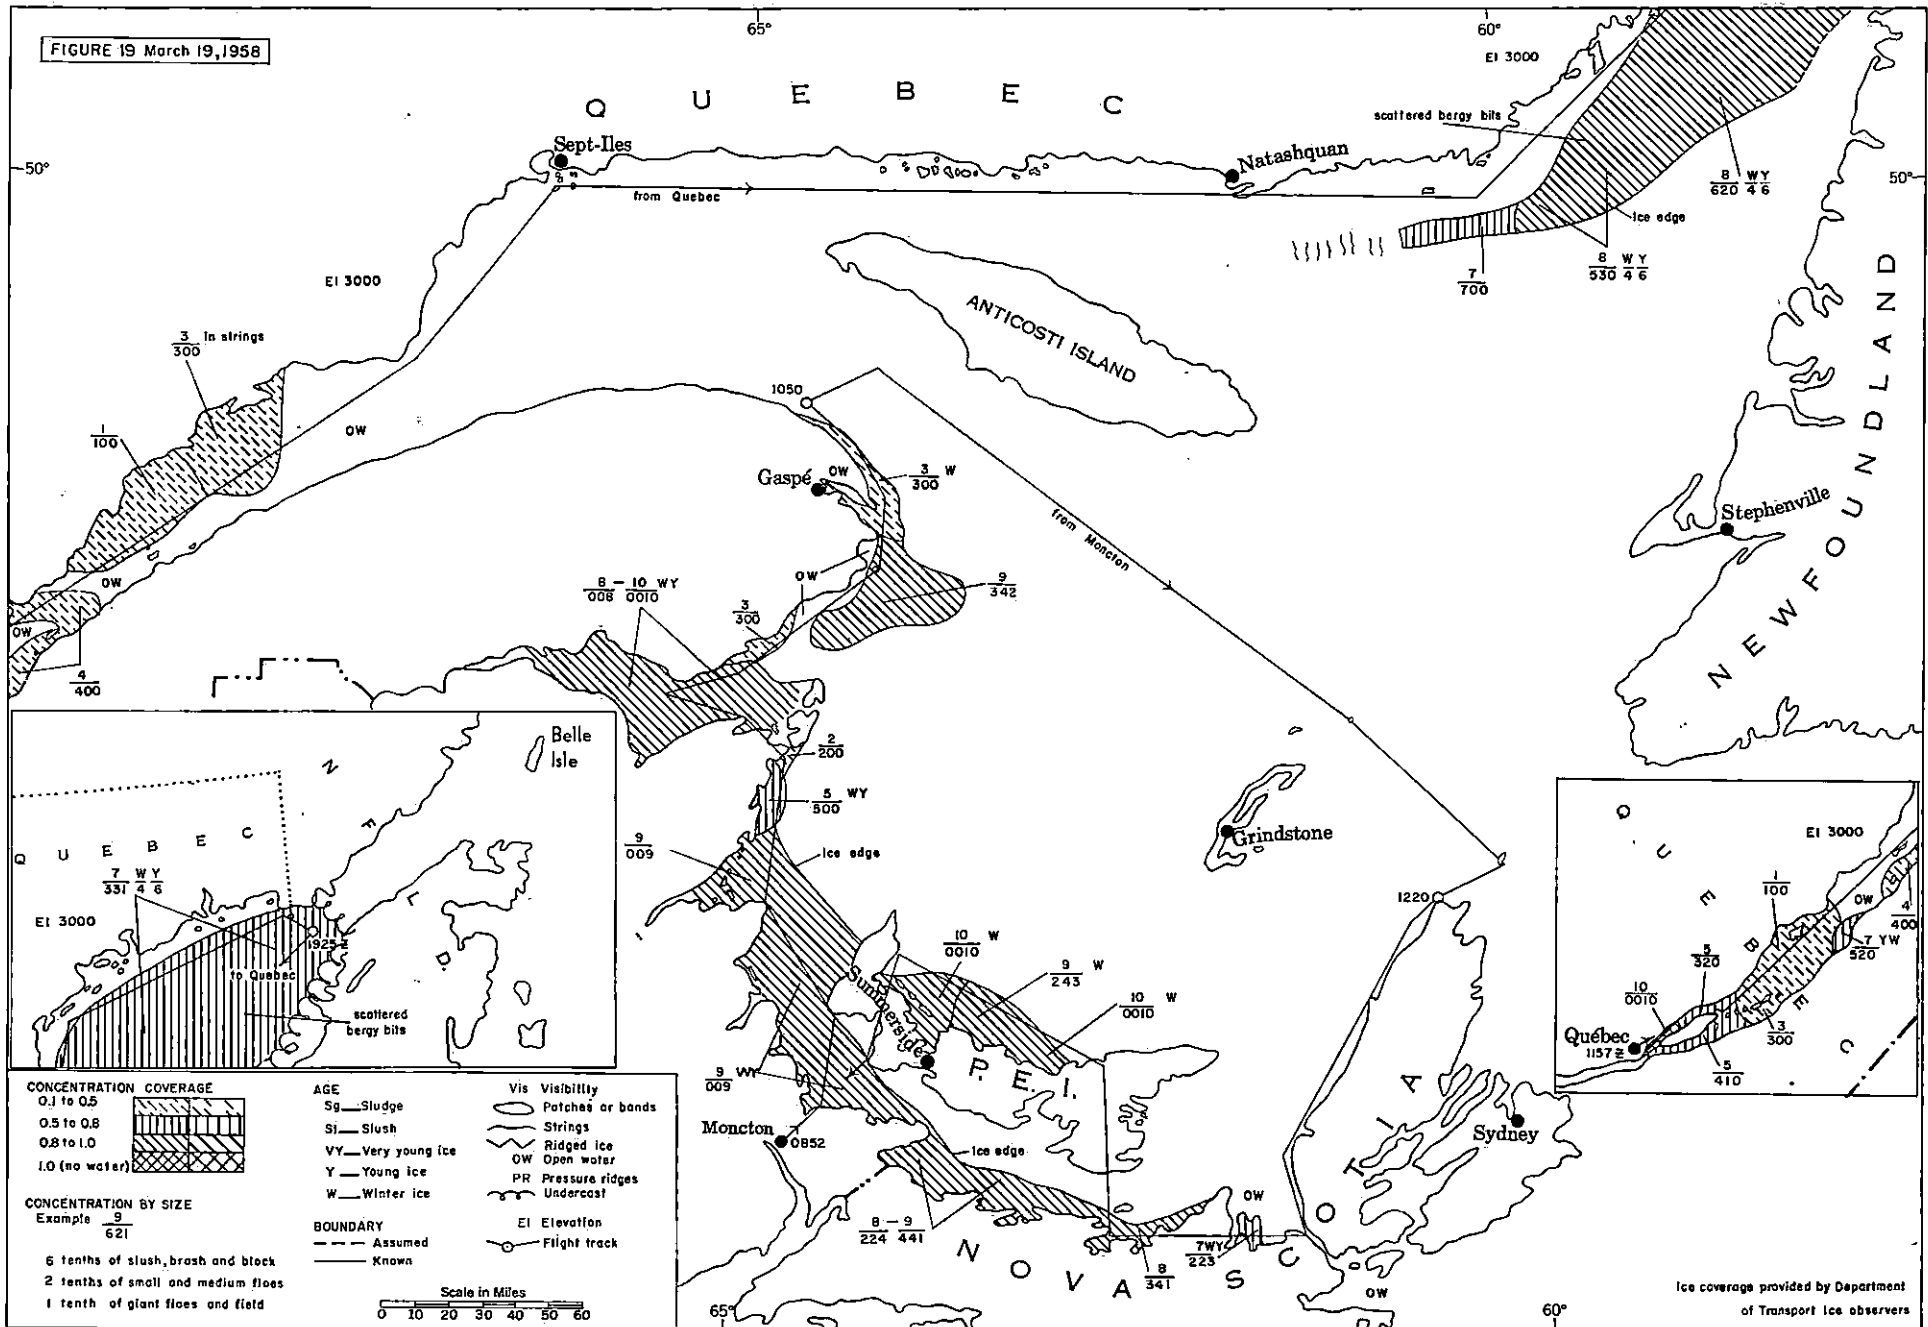 FIGURE 19 March 19, 1958
65°
60°
EI 3000
QUEBEC
scattered bergy bits
Sept-Iles
Natashquan
50°
50°
from Quebec
8/620 WY/46
Ice edge
8/530 WY/46
7/700
EI 3000
ANTICOSTI ISLAND
NEWFOUNDLAND
3/300 In strings
1050
OW
1/100
Gaspé
OW
3/300 W
from Moncton
Stephenville
OW
OW
8/008 – 10/0010 WY
9/342
3/300
OW
4/400
2/200
5/500 WY
Grindstone
9/009
Ice edge
1220
10/0010 W
9/243 W
10/0010 W
Summerside
P.E.I.
9/009 WY
Moncton
0852
Ice edge
Sydney
8/224 – 9/441
OW
7WY/223
8/341
NOVA SCOTIA
OW
65°
60°
Belle
Isle
NFLD.
QUEBEC
7/331 WY/46
EI 3000
1925 z
to Quebec
scattered
bergy bits
QUEBEC
EI 3000
1/100
OW
4/400
7/520 YW
5/320
10/0010
Québec
1157 z
3/300
5/410
CONCENTRATION COVERAGE
0.1 to 0.5
0.5 to 0.8
0.8 to 1.0
1.0 (no water)
CONCENTRATION BY SIZE
Example 9/621
6 tenths of slush, brash and block
2 tenths of small and medium floes
1 tenth of giant floes and field
AGE
Sg Sludge
Sl Slush
VY Very young ice
Y Young ice
W Winter ice
BOUNDARY
Assumed
Known
Vis Visibility
Patches or bands
Strings
Ridged ice
OW Open water
PR Pressure ridges
Undercast
EI Elevation
Flight track
Scale in Miles
0 10 20 30 40 50 60
Ice coverage provided by Department
of Transport Ice observers